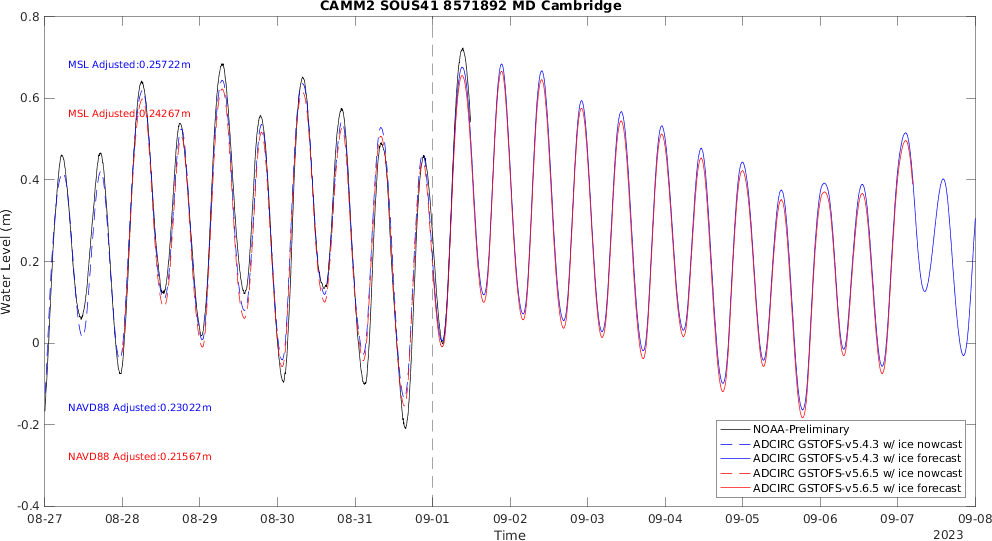 CAMM2 SOUS41 8571892 MD Cambridge
0.8
0.6
0.4
0.2
0
-0.2
-0.4
Water Level (m)
MSL Adjusted:0.25722m
MSL Adjusted:0.24267m
NAVD88 Adjusted:0.23022m
NAVD88 Adjusted:0.21567m
NOAA-Preliminary
ADCIRC GSTOFS-v5.4.3 w/ ice nowcast
ADCIRC GSTOFS-v5.4.3 w/ ice forecast
ADCIRC GSTOFS-v5.6.5 w/ ice nowcast
ADCIRC GSTOFS-v5.6.5 w/ ice forecast
08-27 08-28 08-29 08-30 08-31 09-01 09-02 09-03 09-04 09-05 09-06 09-07 09-08
Time
2023